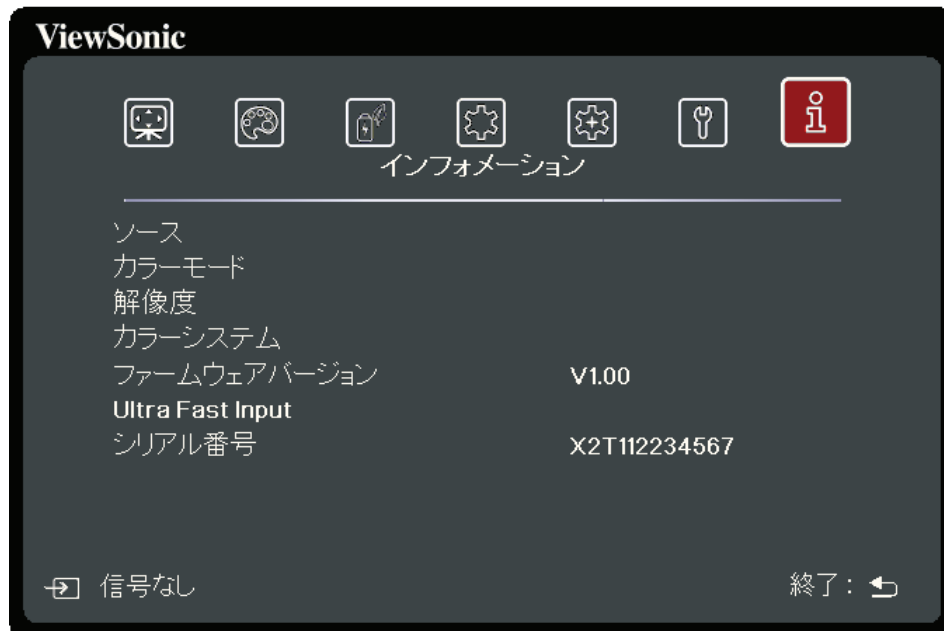 ViewSonic
インフォメーション
ソース
カラーモード
解像度
カラーシステム
ファームウェアバージョン V1.00
Ultra Fast Input
シリアル番号 X2T112234567
信号なし 終了：